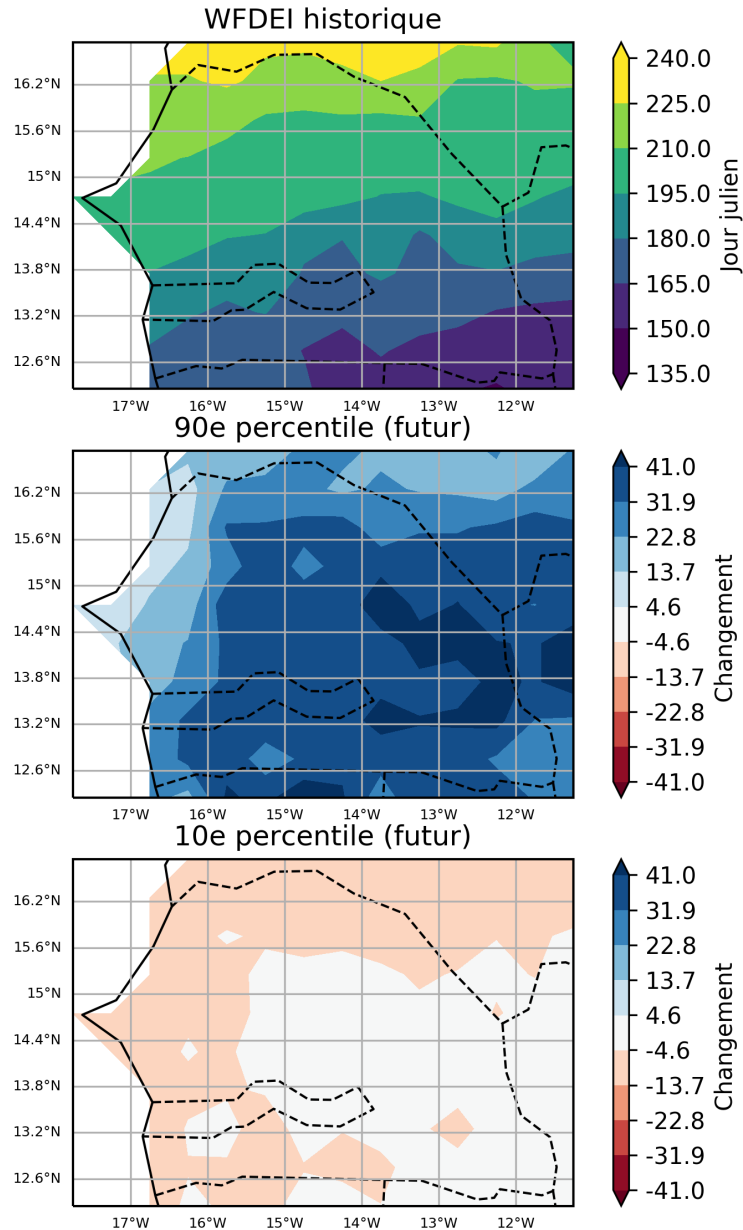 WFDEI historique
16.2°N
15.6°N
15°N
14.4°N
13.8°N
13.2°N
12.6°N
17°W 16°W 15°W 14°W 13°W 12°W
240.0
225.0
210.0
195.0
180.0
165.0
150.0
135.0
Jour julien
90e percentile (futur)
16.2°N
15.6°N
15°N
14.4°N
13.8°N
13.2°N
12.6°N
17°W 16°W 15°W 14°W 13°W 12°W
41.0
31.9
22.8
13.7
4.6
-4.6
-13.7
-22.8
-31.9
-41.0
Changement
10e percentile (futur)
16.2°N
15.6°N
15°N
14.4°N
13.8°N
13.2°N
12.6°N
17°W 16°W 15°W 14°W 13°W 12°W
41.0
31.9
22.8
13.7
4.6
-4.6
-13.7
-22.8
-31.9
-41.0
Changement